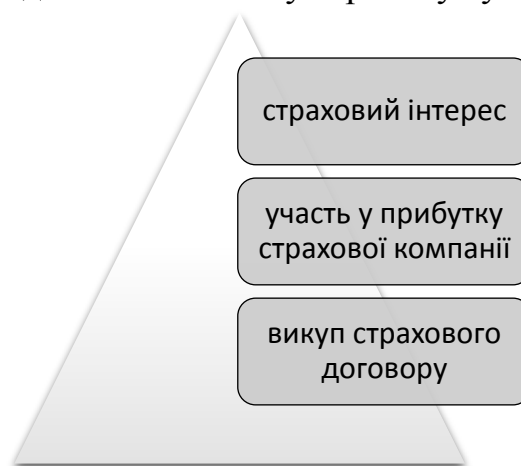 страховий інтерес
участь у прибутку
страхової компанії
викуп страхового
договору